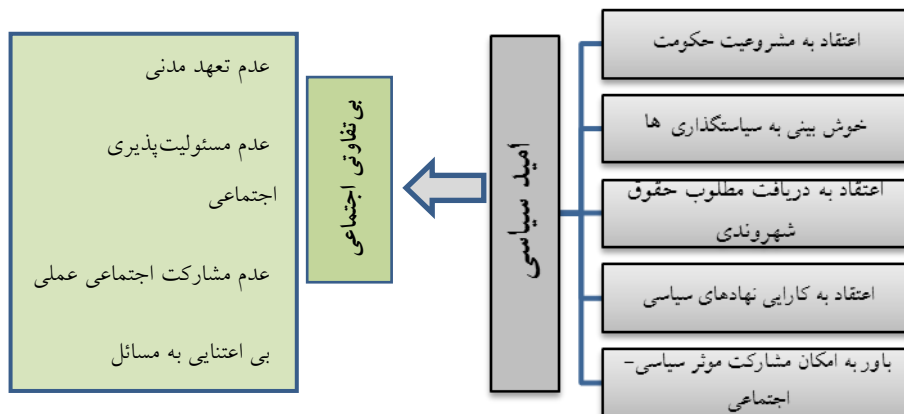 اعتقاد به مشروعیت حکومت
خوش بینی به سیاستگذاری ها
اعتقاد به دریافت مطلوب حقوق
شهروندی
اعتقاد به کارایی نهادهای سیاسی
باور به امکان مشارکت موثر سیاسی-
اجتماعی
امید سیاسی
بی تفاوتی اجتماعی
عدم تعهد مدنی
عدم مسئولیت‌پذیری
اجتماعی
عدم مشارکت اجتماعی عملی
بی اعتنایی به مسائل